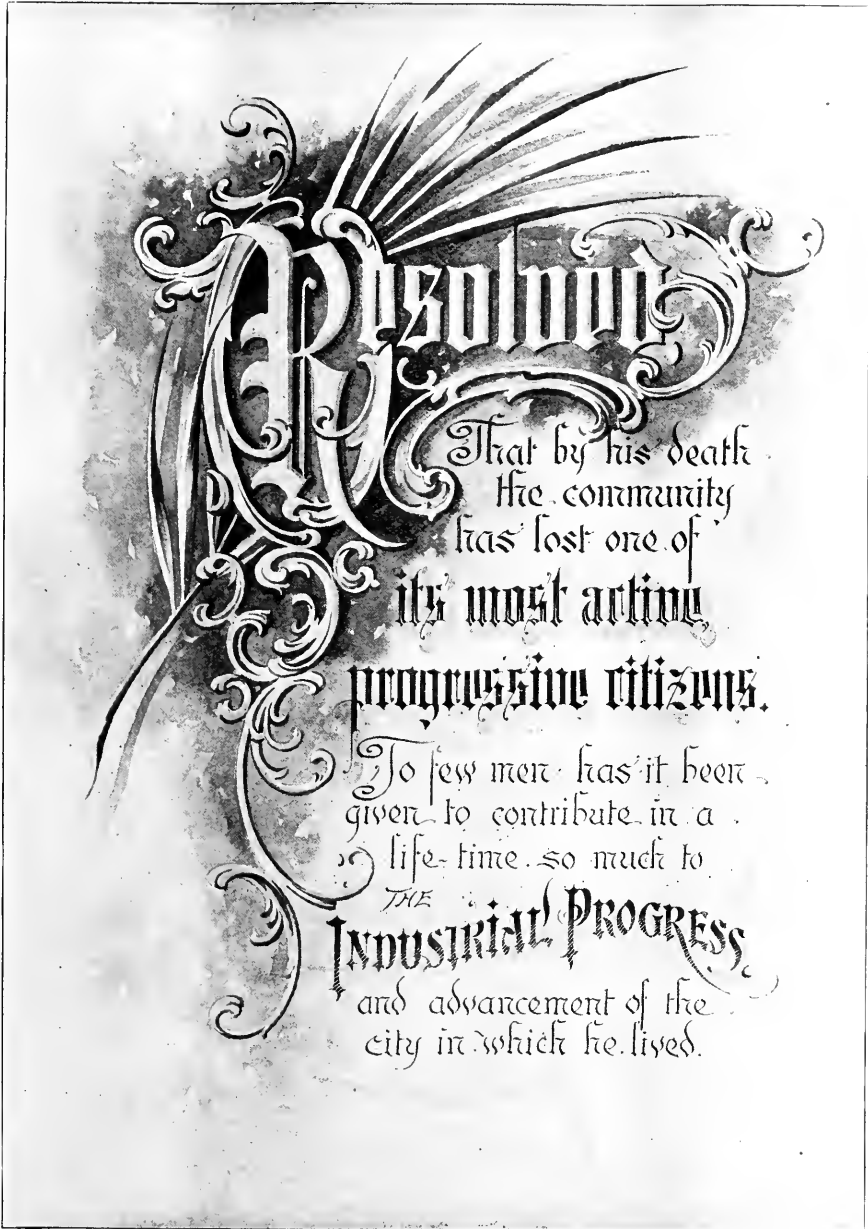 Resolved
That by his death
the community
has lost one of
its most active
progressive citizens.
To few men has it been
given to contribute in a
life-time so much to
THE
INDUSTRIAL PROGRESS
and advancement of the
city in which he lived.